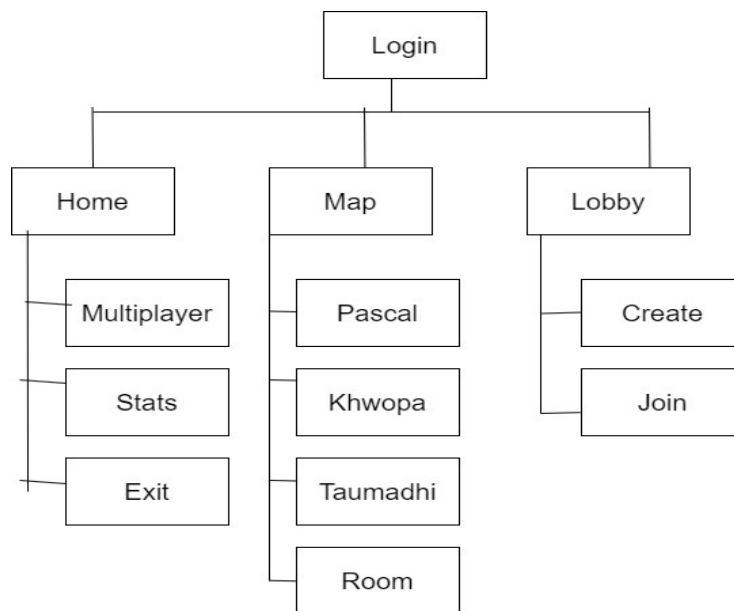 Login
Home
Map
Lobby
Multiplayer
Pascal
Create
Stats
Khwopa
Join
Exit
Taumadhi
Room